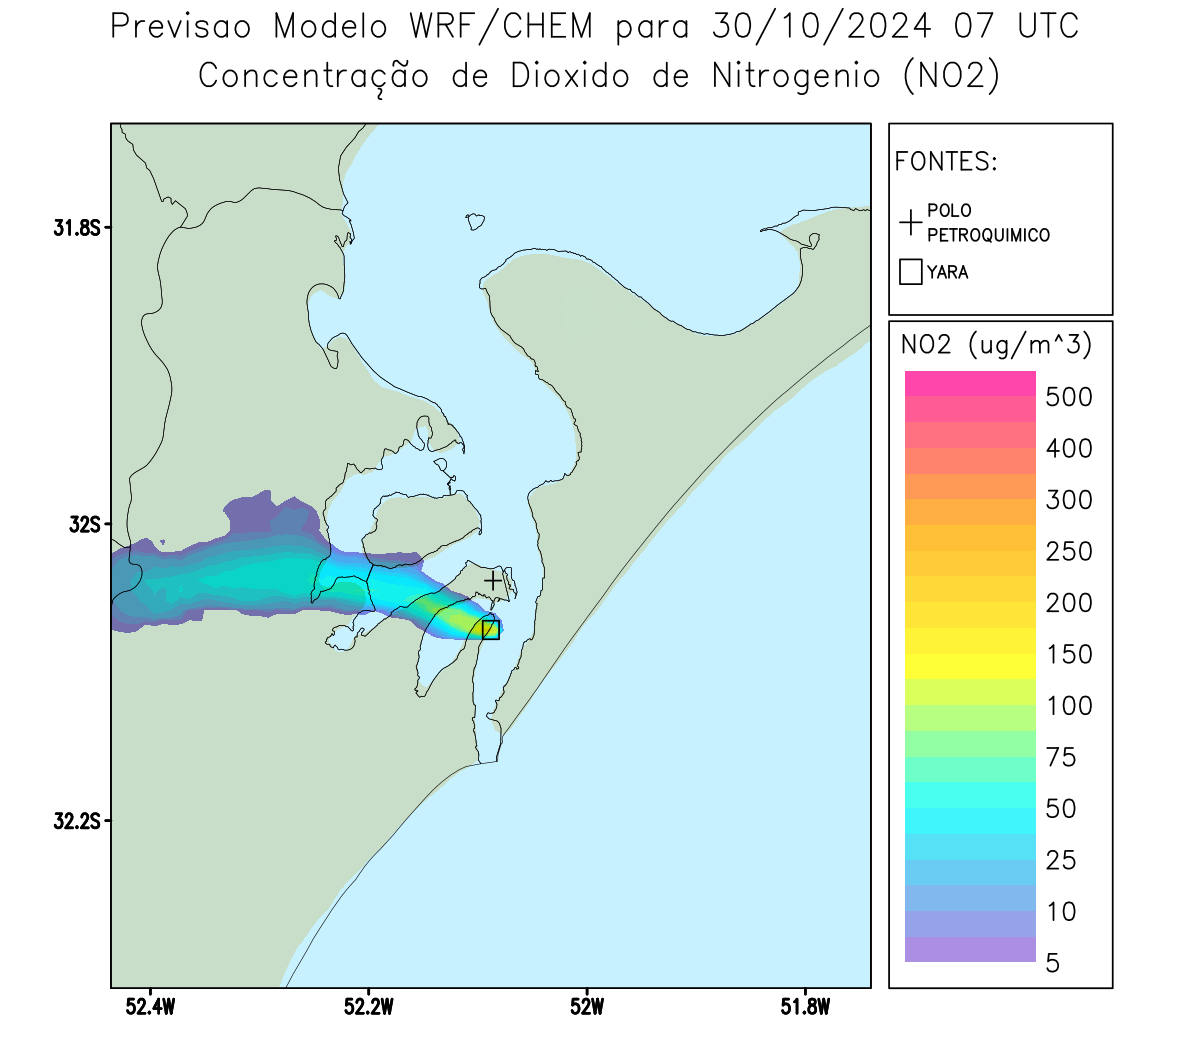 Previsao Modelo WRF/CHEM para 30/10/2024 07 UTC
Concentração de Dioxido de Nitrogenio (NO2)
FONTES:
POLO
PETROQUIMICO
YARA
NO2 (ug/m^3)
500
400
300
250
200
150
100
75
50
25
10
5
31.8S
32S
32.2S
52.4W
52.2W
52W
51.8W